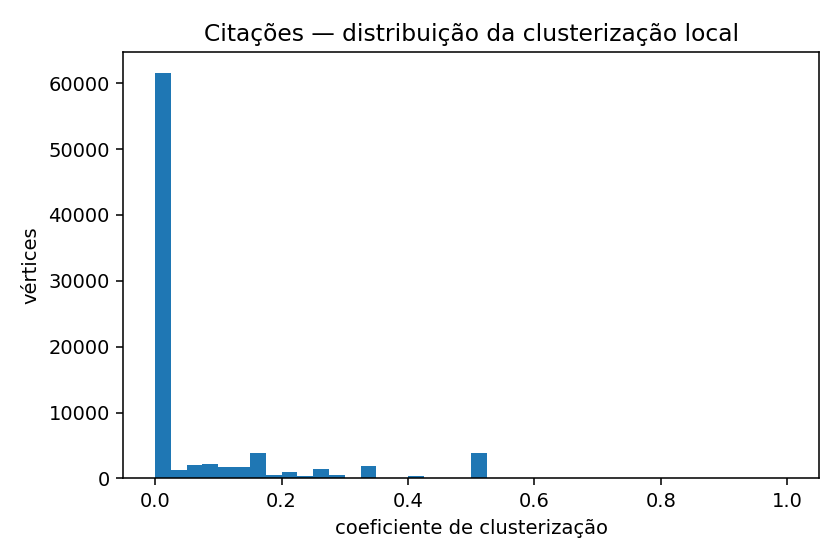 Citações — distribuição da clusterização local
60000
50000
40000
30000
20000
10000
0
vértices
0.0 0.2 0.4 0.6 0.8 1.0
coeficiente de clusterização